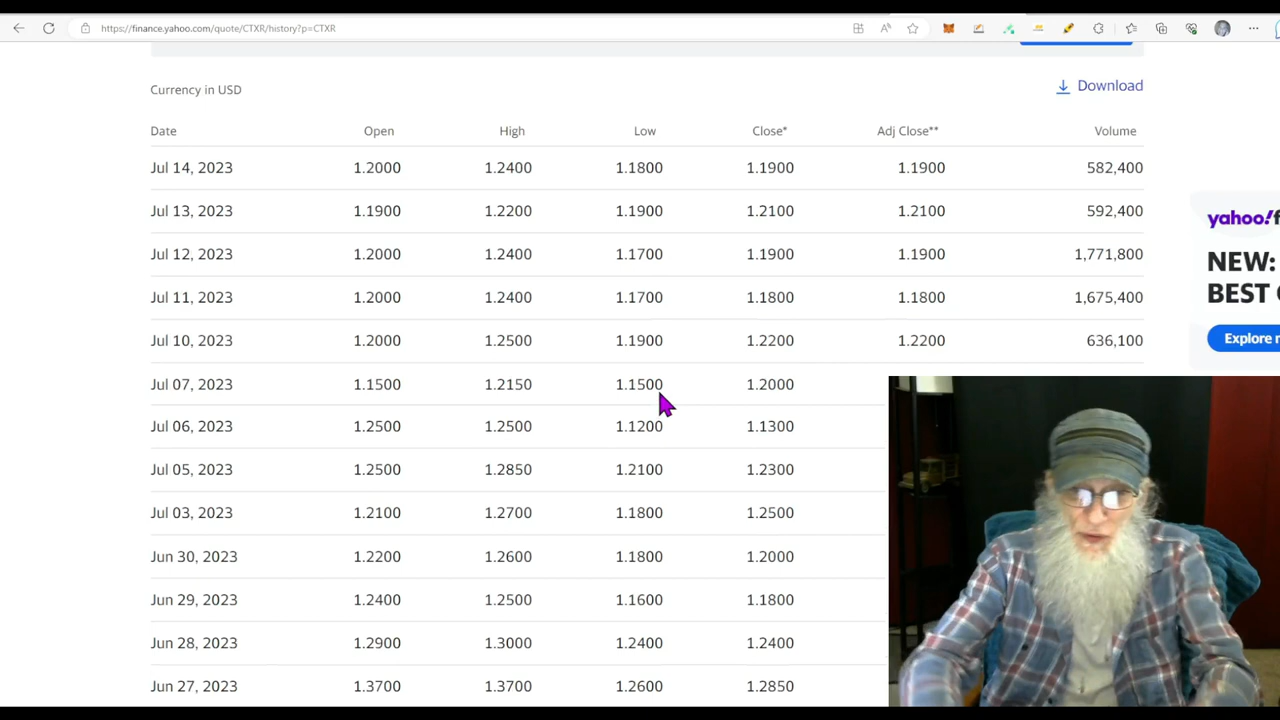 https://finance.yahoo.com/quote/CTXR/history?p=CTXR
Currency in USD
Download
Date Open High Low Close* Adj Close** Volume
Jul 14, 2023 1.2000 1.2400 1.1800 1.1900 1.1900 582,400
Jul 13, 2023 1.1900 1.2200 1.1900 1.2100 1.2100 592,400
Jul 12, 2023 1.2000 1.2400 1.1700 1.1900 1.1900 1,771,800
Jul 11, 2023 1.2000 1.2400 1.1700 1.1800 1.1800 1,675,400
Jul 10, 2023 1.2000 1.2500 1.1900 1.2200 1.2200 636,100
Jul 07, 2023 1.1500 1.2150 1.1500 1.2000
Jul 06, 2023 1.2500 1.2500 1.1200 1.1300
Jul 05, 2023 1.2500 1.2850 1.2100 1.2300
Jul 03, 2023 1.2100 1.2700 1.1800 1.2500
Jun 30, 2023 1.2200 1.2600 1.1800 1.2000
Jun 29, 2023 1.2400 1.2500 1.1600 1.1800
Jun 28, 2023 1.2900 1.3000 1.2400 1.2400
Jun 27, 2023 1.3700 1.3700 1.2600 1.2850
yahoo!f
NEW:
BEST
Explore